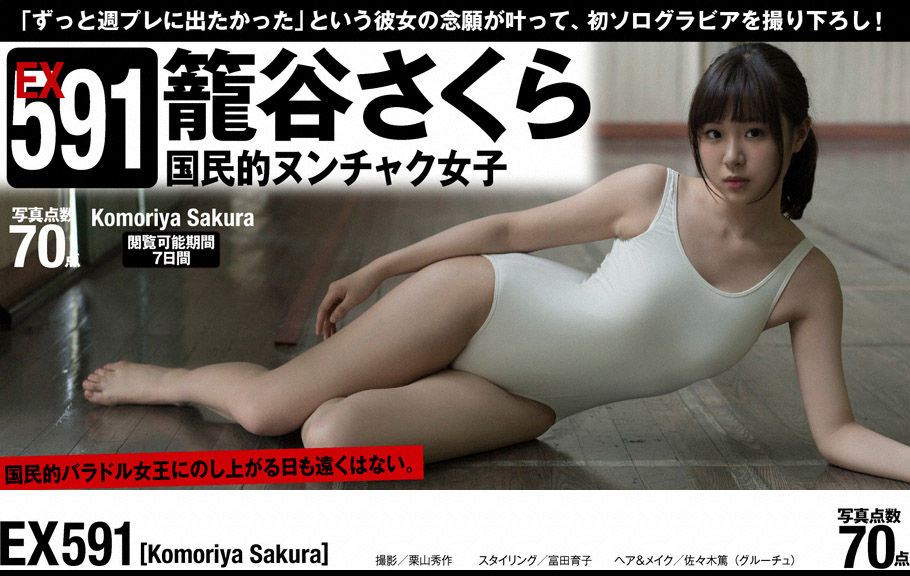 「ずっと週プレに出たかった」という彼女の念願が叶って、初ソログラビアを撮り下ろし！
EX
591
籠谷さくら
国民的ヌンチャク女子
写真点数
70点
Komoriya Sakura
閲覧可能期間
7日間
国民的バラドル女王にのし上がる日も遠くはない。
EX591 [Komoriya Sakura]
撮影／栗山秀作 スタイリング／富田育子 ヘア&メイク／佐々木篤（グルーチュ）
写真点数
70点